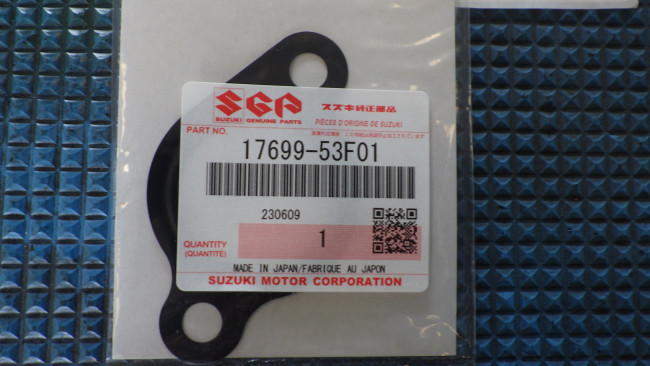 SGP スズキ純正部品
SUZUKI GENUINE PARTS PIÈCES D'ORIGINE DE SUZUKI
PART NO.
17699-53F01
230609
QUANTITY 1
(QUANTITE)
MADE IN JAPAN/FABRIQUE AU JAPON
SUZUKI MOTOR CORPORATION